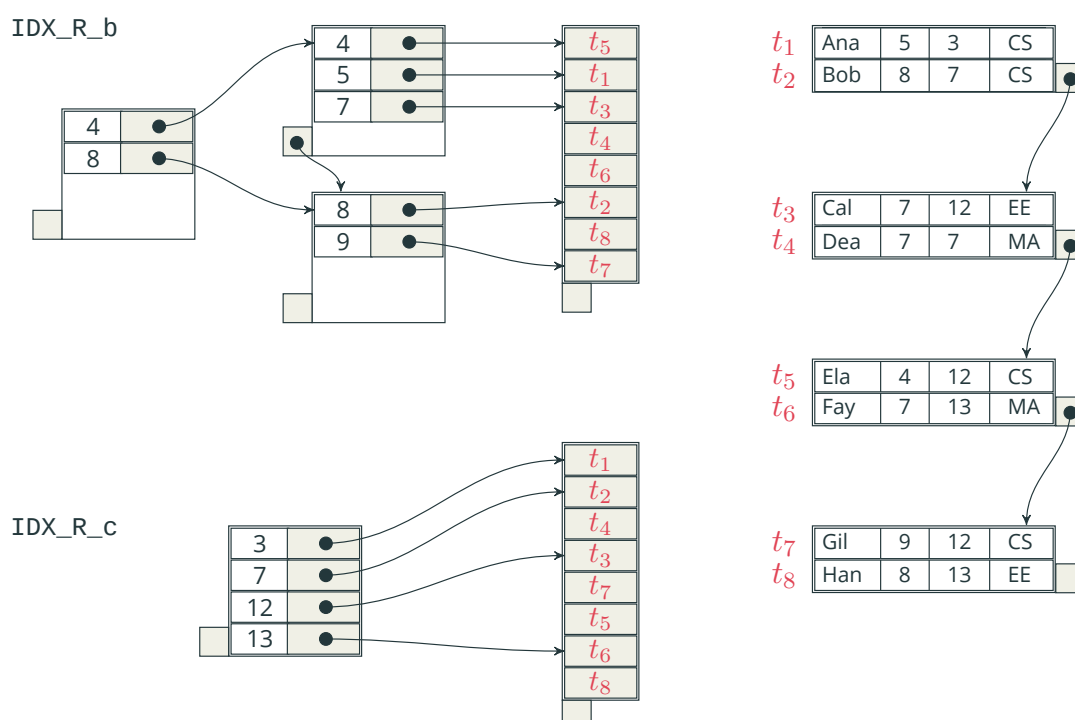 IDX_R_b
4
8
4
5
7
8
9
t5
t1
t3
t4
t6
t2
t8
t7
IDX_R_c
3
7
12
13
t1
t2
t4
t3
t7
t5
t6
t8
t1 Ana 5 3 CS
t2 Bob 8 7 CS
t3 Cal 7 12 EE
t4 Dea 7 7 MA
t5 Ela 4 12 CS
t6 Fay 7 13 MA
t7 Gil 9 12 CS
t8 Han 8 13 EE